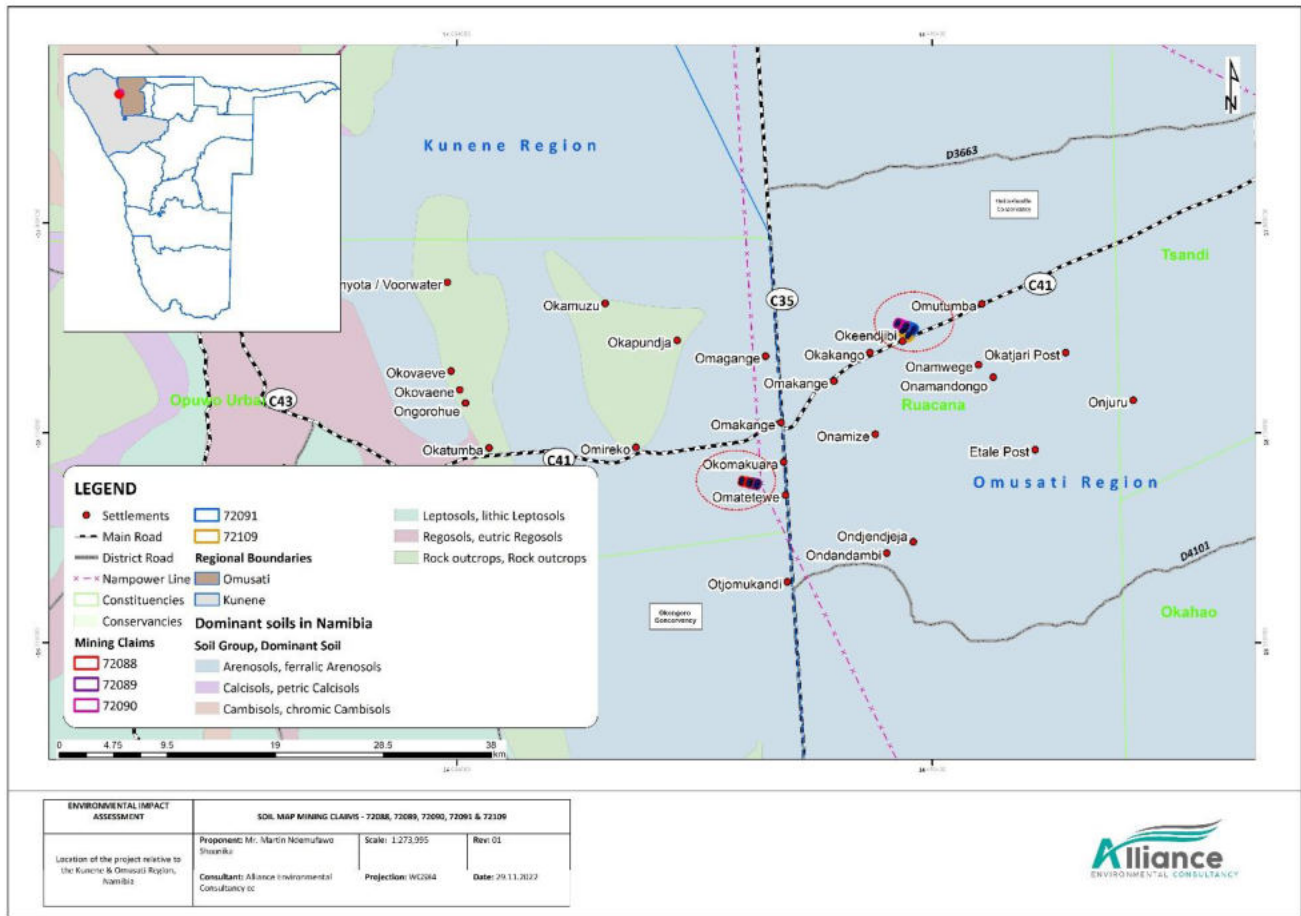 Kunene Region
D3663
Tsandi
C41
C35
Omutumba
nyota / Voorwater
Okamuzu
Okapundja
Omagange
Okeendjibi
Okakango
Onamwege
Okatjari Post
Onamandongo
Omakange
Ruacana
Onjuru
Okovaeve
Okovaene
Ongorohue
Opuwo Urba
C43
Omakange
Onamize
Okatumba
Omireko
C41
Etale Post
Okomakuara
Omatetewe
Omusati Region
Ondjendjeja
Ondandambi
D4101
Otjomukandi
Okahao
N
LEGEND
Settlements
Main Road
District Road
Nampower Line
Constituencies
Conservancies
Mining Claims
72088
72089
72090
72091
72109
Regional Boundaries
Omusati
Kunene
Dominant soils in Namibia
Soil Group, Dominant Soil
Arenosols, ferralic Arenosols
Calcisols, petric Calcisols
Cambisols, chromic Cambisols
Leptosols, lithic Leptosols
Regosols, eutric Regosols
Rock outcrops, Rock outcrops
0 4.75 9.5 19 28.5 38
km
ENVIRONMENTAL IMPACT
ASSESSMENT
Location of the project relative to
the Kunene & Omusati Region,
Namibia
SOIL MAP MINING CLAIMS - 72088, 72089, 72090, 72091 & 72109
Proponent: Mr. Martin Ndemufawo
Scale: 1:273,995
Rev: 01
Consultant: Alliance Environmental
Consultancy cc
Projection:
Date: 29.11.2022
Alliance
ENVIRONMENTAL CONSULTANCY